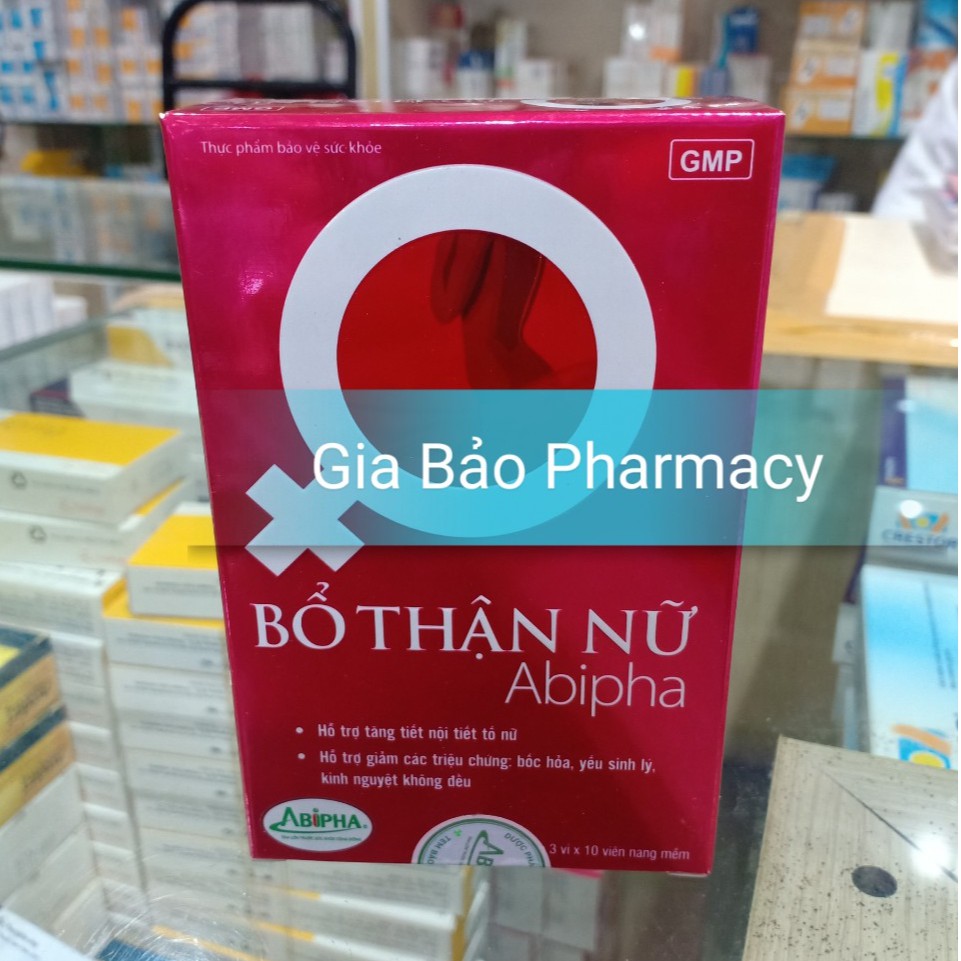 Thực phẩm bảo vệ sức khỏe
GMP
Gia Bảo Pharmacy
CRESTOR
BỔ THẬN NỮ
Abipha
• Hỗ trợ tăng tiết nội tiết tố nữ
• Hỗ trợ giảm các triệu chứng: bốc hỏa, yếu sinh lý,
kinh nguyệt không đều
ABIPHA
3 vỉ x 10 viên nang mềm